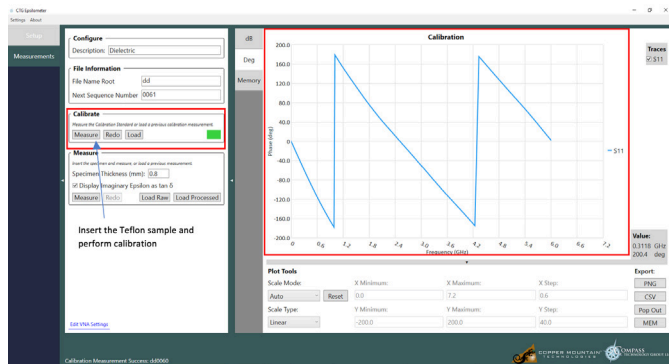 CTG Epsilometer
Settings About
Setup
Measurements
Configure
Description: Dielectric
File Information
File Name Root dd
Next Sequence Number 0061
Calibrate
Measure the Calibration Standard or load a previous calibration measurement.
Measure Redo Load
Measure
Insert the specimen and measure, or load a previous measurement.
Specimen Thickness (mm): 0.8
Display Imaginary Epsilon as tan δ
Measure Redo Load Raw Load Processed
Insert the Teflon sample and
perform calibration
Edit VNA Settings
Calibration Measurement Success: dd0060
dB
Deg
Memory
Calibration
200.0
160.0
120.0
80.0
40.0
0
-40.0
-80.0
-120.0
-160.0
-200.0
Phase (deg)
0 0.6 1.2 1.8 2.4 3.0 3.6 4.2 4.8 5.4 6.0 6.6 7.2
Frequency (GHz)
S11
Traces
S11
Value:
0.3118 GHz
200.4 deg
Plot Tools
Scale Mode: X Minimum: X Maximum: X Step:
Auto Reset 0.0 7.2 0.6
Scale Type: Y Minimum: Y Maximum: Y Step:
Linear -200.0 200.0 40.0
Export:
PNG
CSV
Pop Out
MEM
COPPER MOUNTAIN
TECHNOLOGIES
COMPASS